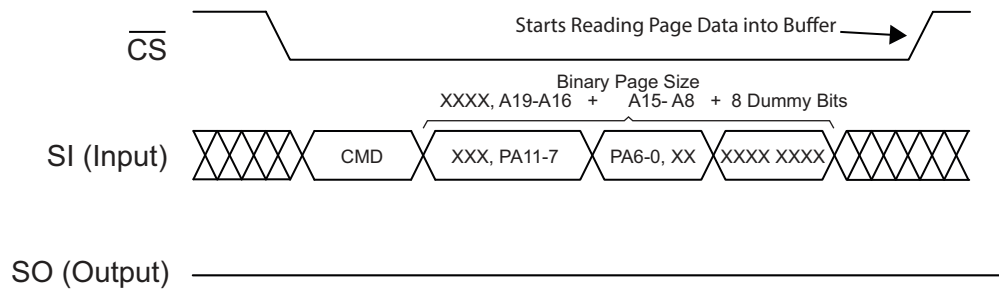 Starts Reading Page Data into Buffer
CS
Binary Page Size
XXXX, A19-A16 + A15- A8 + 8 Dummy Bits
SI (Input) CMD XXX, PA11-7 PA6-0, XX XXXX XXXX
SO (Output)